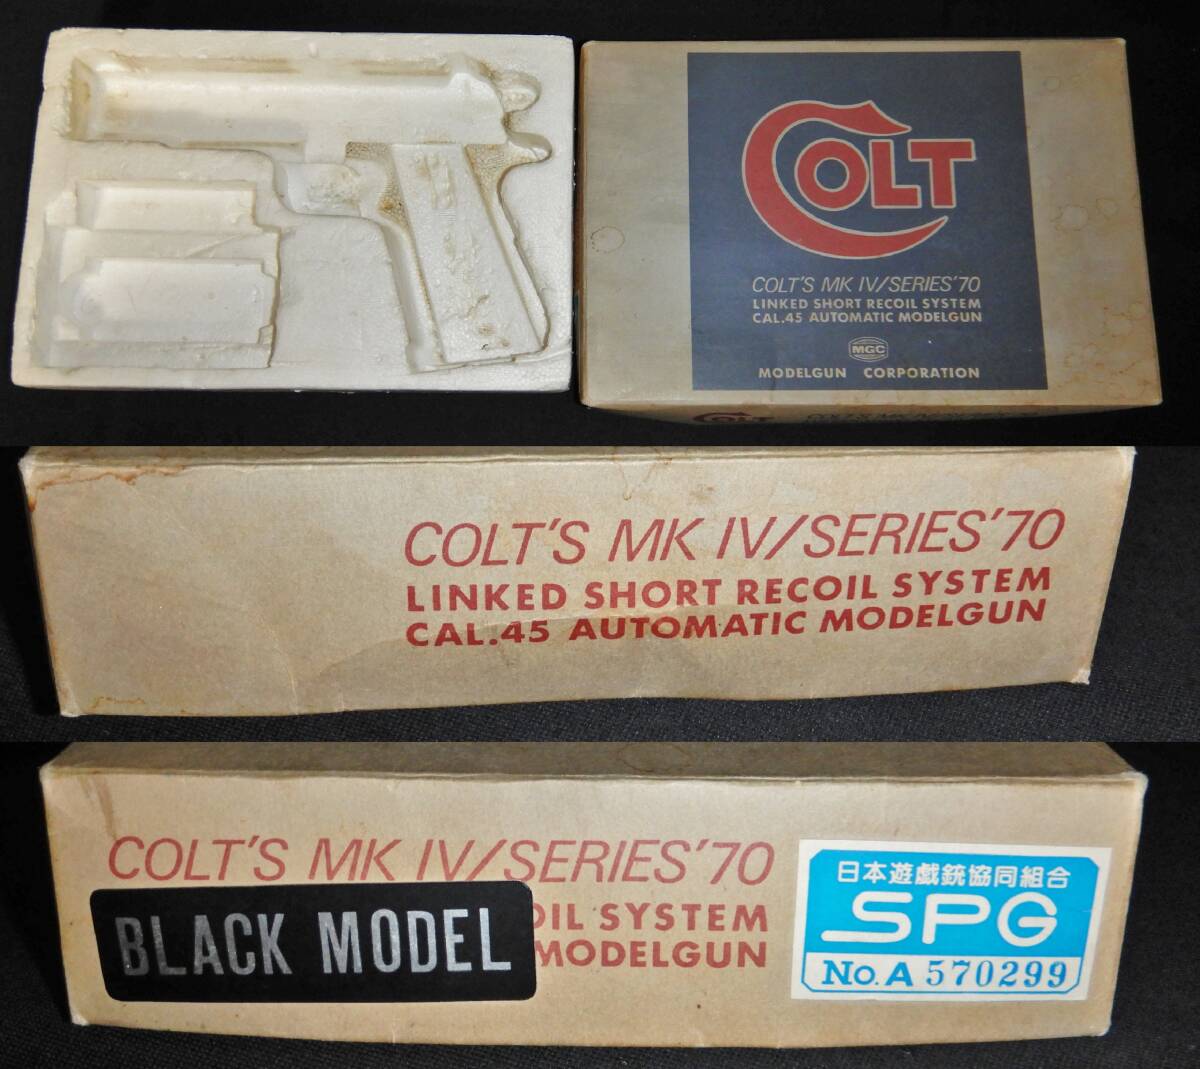 COLT
COLT'S MK IV/SERIES'70
LINKED SHORT RECOIL SYSTEM
CAL.45 AUTOMATIC MODELGUN
MGC
MODELGUN CORPORATION
COLT
COLT'S MK IV/SERIES'70
LINKED SHORT RECOIL SYSTEM
CAL.45 AUTOMATIC MODELGUN
COLT'S MK IV/SERIES'70
OIL SYSTEM
MODELGUN
BLACK MODEL
日本遊戯銃協同組合
SPG
No. A 570299